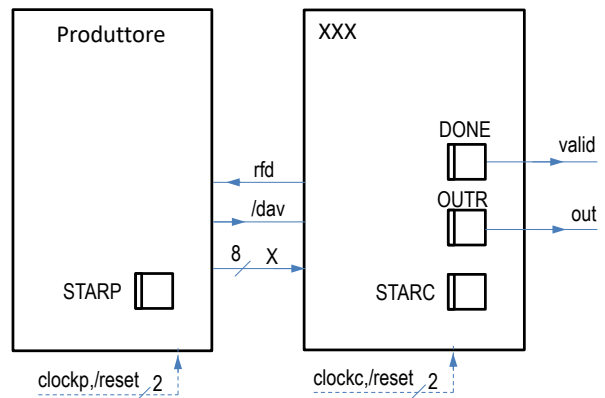 Produttore
XXX
DONE
valid
rfd
OUTR
/dav
out
8
X
STARP
STARC
clockp,/reset
2
clockc,/reset
2